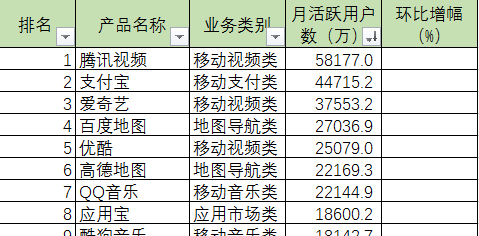 排名 产品名称 业务类别 月活跃用户数（万） 环比增幅（%）
1 腾讯视频 移动视频类 58177.0
2 支付宝 移动支付类 44715.2
3 爱奇艺 移动视频类 37553.2
4 百度地图 地图导航类 27036.9
5 优酷 移动视频类 25079.0
6 高德地图 地图导航类 22169.3
7 QQ音乐 移动音乐类 22144.9
8 应用宝 应用市场类 18600.2
9 酷狗音乐 移动音乐类 18142.7